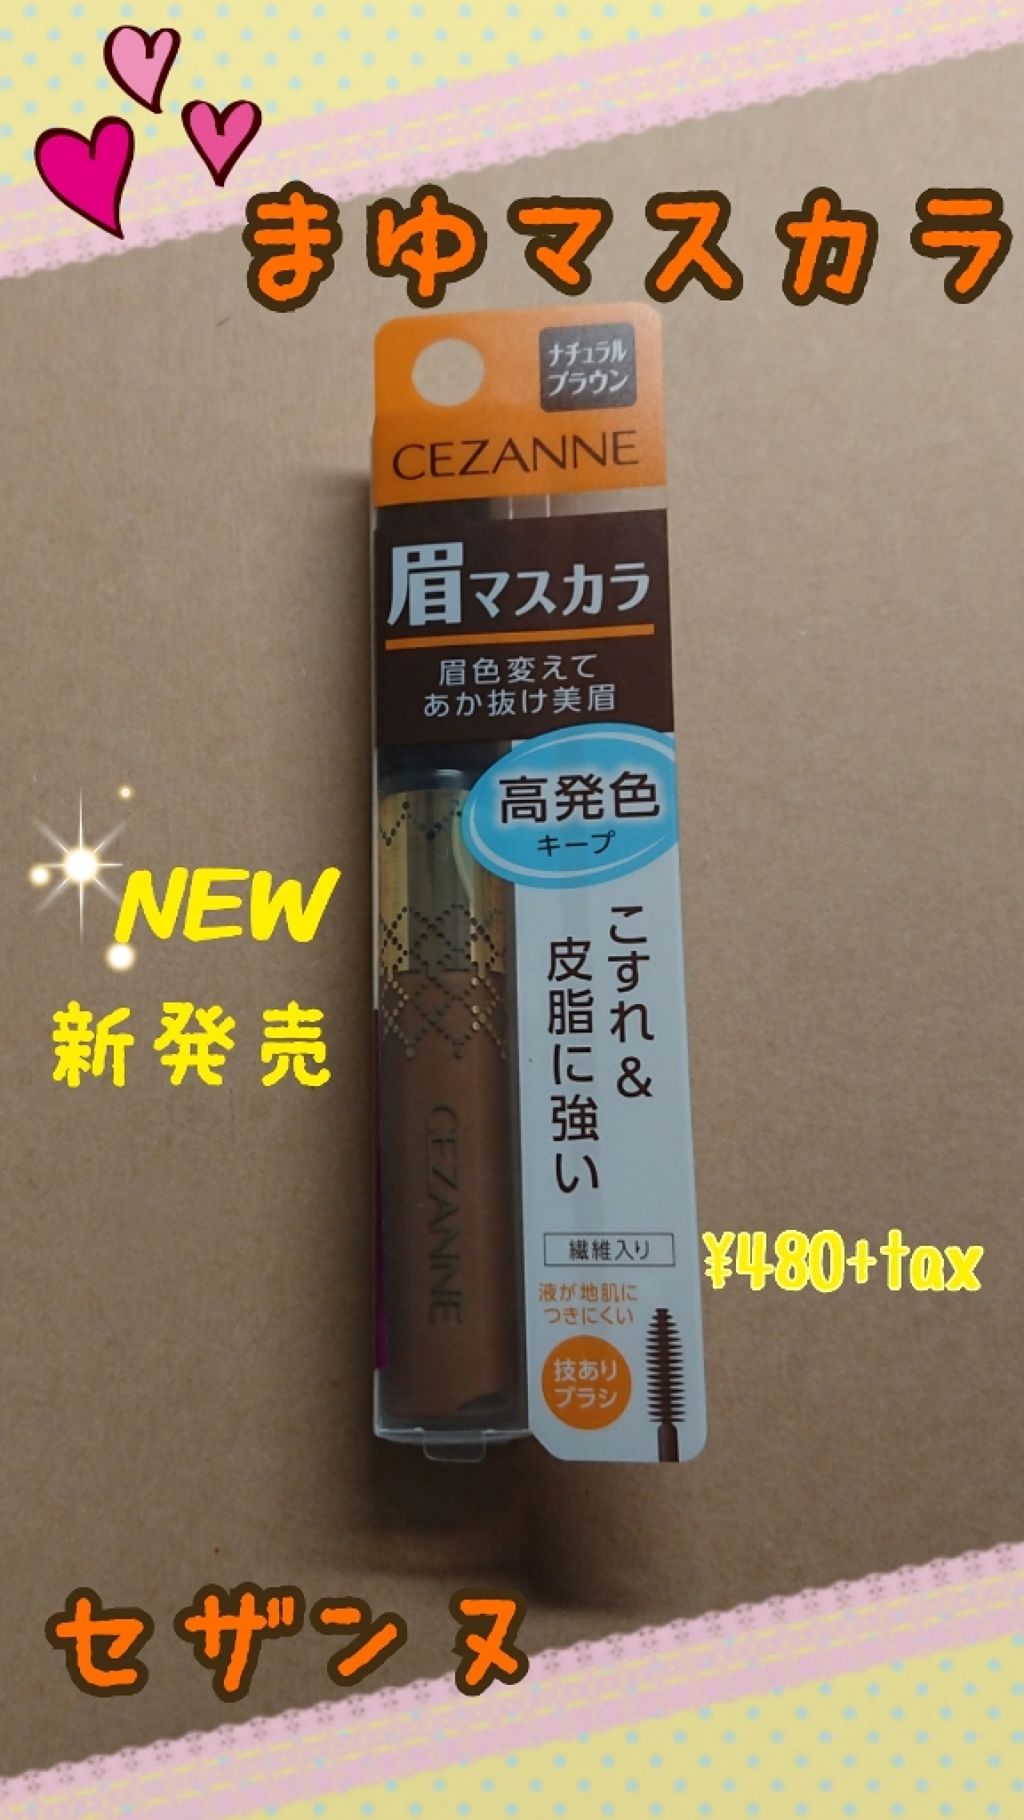 まゆマスカラ
ナチュラル
ブラウン
CEZANNE
眉マスカラ
眉色変えて
あか抜け美眉
高発色
キープ
こすれ&
皮脂に強い
NEW
新発売
CEZANNE
繊維入り
¥480+tax
液が地肌に
つきにくい
技あり
ブラシ
セザンヌ